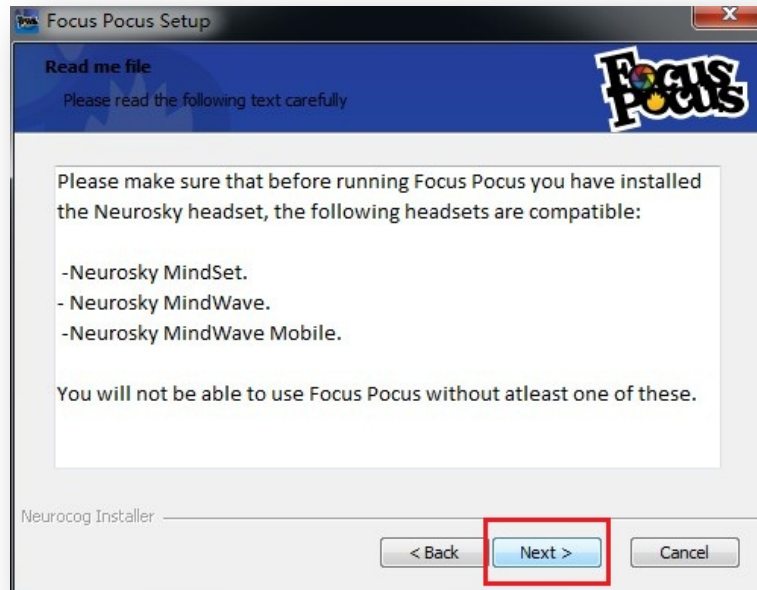 Focus Pocus Setup
x
Read me file
Please read the following text carefully
Focus
Pocus
Please make sure that before running Focus Pocus you have installed
the Neurosky headset, the following headsets are compatible:
-Neurosky MindSet.
- Neurosky MindWave.
-Neurosky MindWave Mobile.
You will not be able to use Focus Pocus without atleast one of these.
Neurocog Installer
< Back
Next >
Cancel